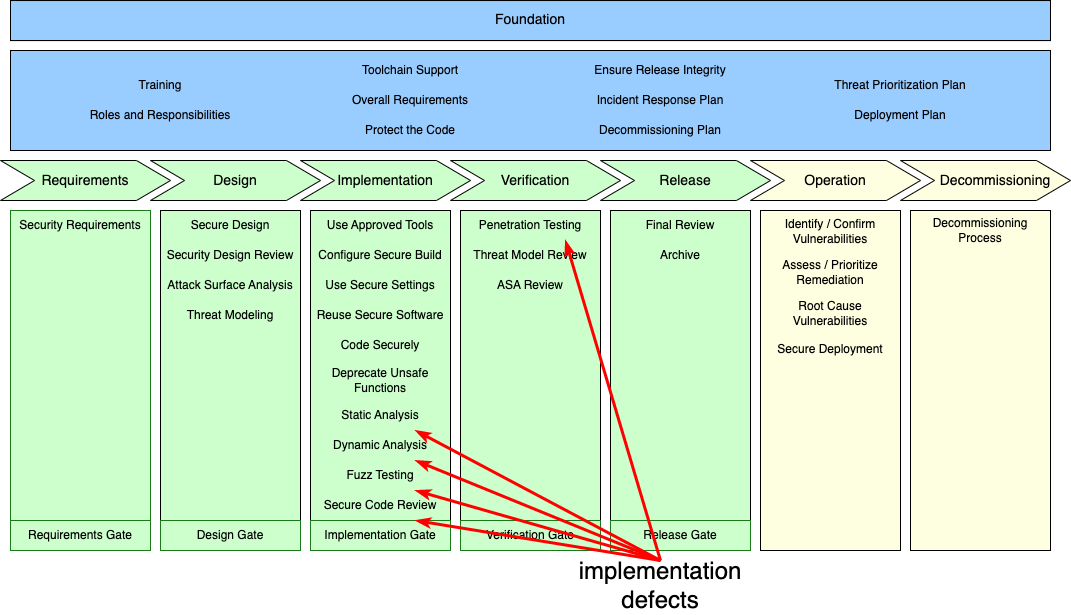 Foundation
Training
Roles and Responsibilities
Toolchain Support
Overall Requirements
Protect the Code
Ensure Release Integrity
Incident Response Plan
Decommissioning Plan
Threat Prioritization Plan
Deployment Plan
Requirements
Design
Implementation
Verification
Release
Operation
Decommissioning
Security Requirements
Requirements Gate
Secure Design
Security Design Review
Attack Surface Analysis
Threat Modeling
Design Gate
Use Approved Tools
Configure Secure Build
Use Secure Settings
Reuse Secure Software
Code Securely
Deprecate Unsafe
Functions
Static Analysis
Dynamic Analysis
Fuzz Testing
Secure Code Review
Implementation Gate
Penetration Testing
Threat Model Review
ASA Review
Verification Gate
Final Review
Archive
Release Gate
Identify / Confirm
Vulnerabilities
Assess / Prioritize
Remediation
Root Cause
Vulnerabilities
Secure Deployment
Decommissioning
Process
implementation
defects